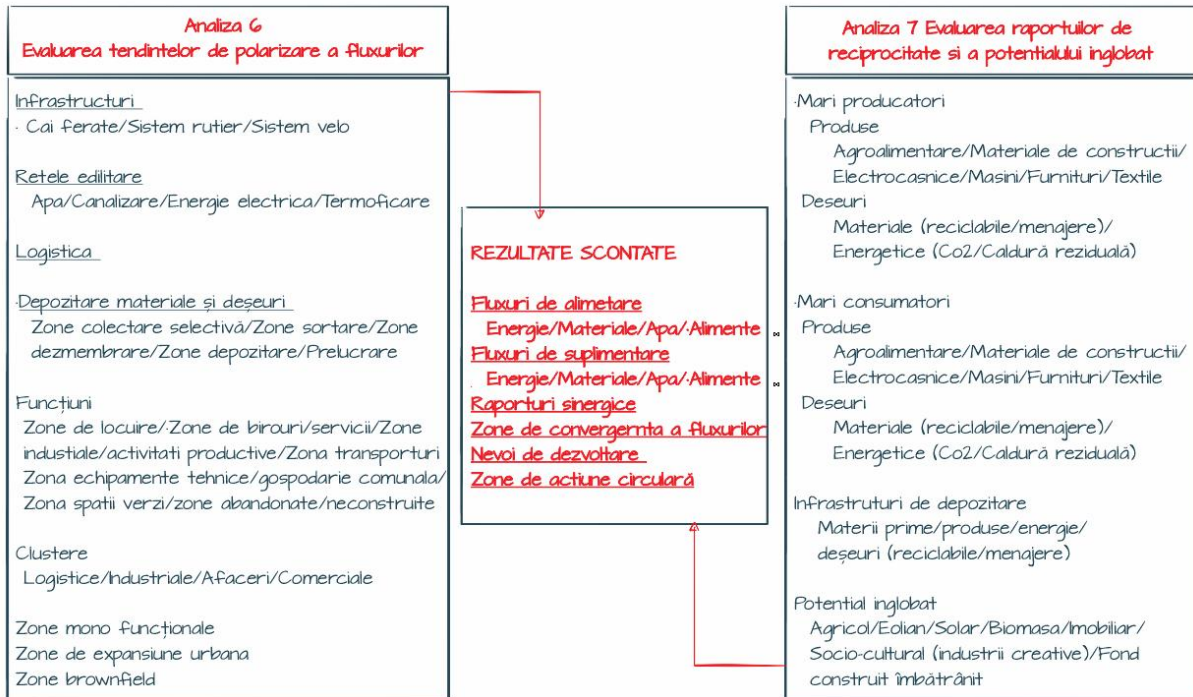 Analiza 6
Evaluarea tendintelor de polarizare a fluxurilor
Infrastructuri
· Cai ferate/Sistem rutier/Sistem velo
Retele edilitare
Apa/Canalizare/Energie electrica/Termoficare
Logistica
·Depozitare materiale și deșeuri
Zone colectare selectivă/Zone sortare/Zone
dezmembrare/Zone depozitare/Prelucrare
Funcțiuni
Zone de locuire/·Zone de birouri/servicii/Zone
industiale/activitati productive/Zona transporturi
Zona echipamente tehnice/gospodarie comunala/
Zona spatii verzi/zone abandonate/neconstruite
Clustere
Logistice/Industriale/Afaceri/Comerciale
Zone mono funcționale
Zone de expansiune urbana
Zone brownfield
REZULTATE SCONTATE
Fluxuri de alimetare
Energie/Materiale/Apa/·Alimente
Fluxuri de suplimentare
Energie/Materiale/Apa/·Alimente
Raporturi sinergice
Zone de convergernta a fluxurilor
Nevoi de dezvoltare
Zone de actiune circulară
Analiza 7 Evaluarea raportuilor de
reciprocitate si a potentialului inglobat
·Mari producatori
Produse
Agroalimentare/Materiale de constructii/
Electrocasnice/Masini/Furnituri/Textile
Deseuri
Materiale (reciclabile/menajere)/
Energetice (Co2/Caldură reziduală)
·Mari consumatori
Produse
Agroalimentare/Materiale de constructii/
Electrocasnice/Masini/Furnituri/Textile
Deseuri
Materiale (reciclabile/menajere)/
Energetice (Co2/Caldură reziduală)
Infrastruturi de depozitare
Materii prime/produse/energie/
deșeuri (reciclabile/menajere)
Potential inglobat
Agricol/Eolian/Solar/Biomasa/Imobiliar/
Socio-cultural (industrii creative)/Fond
construit îmbătrânit